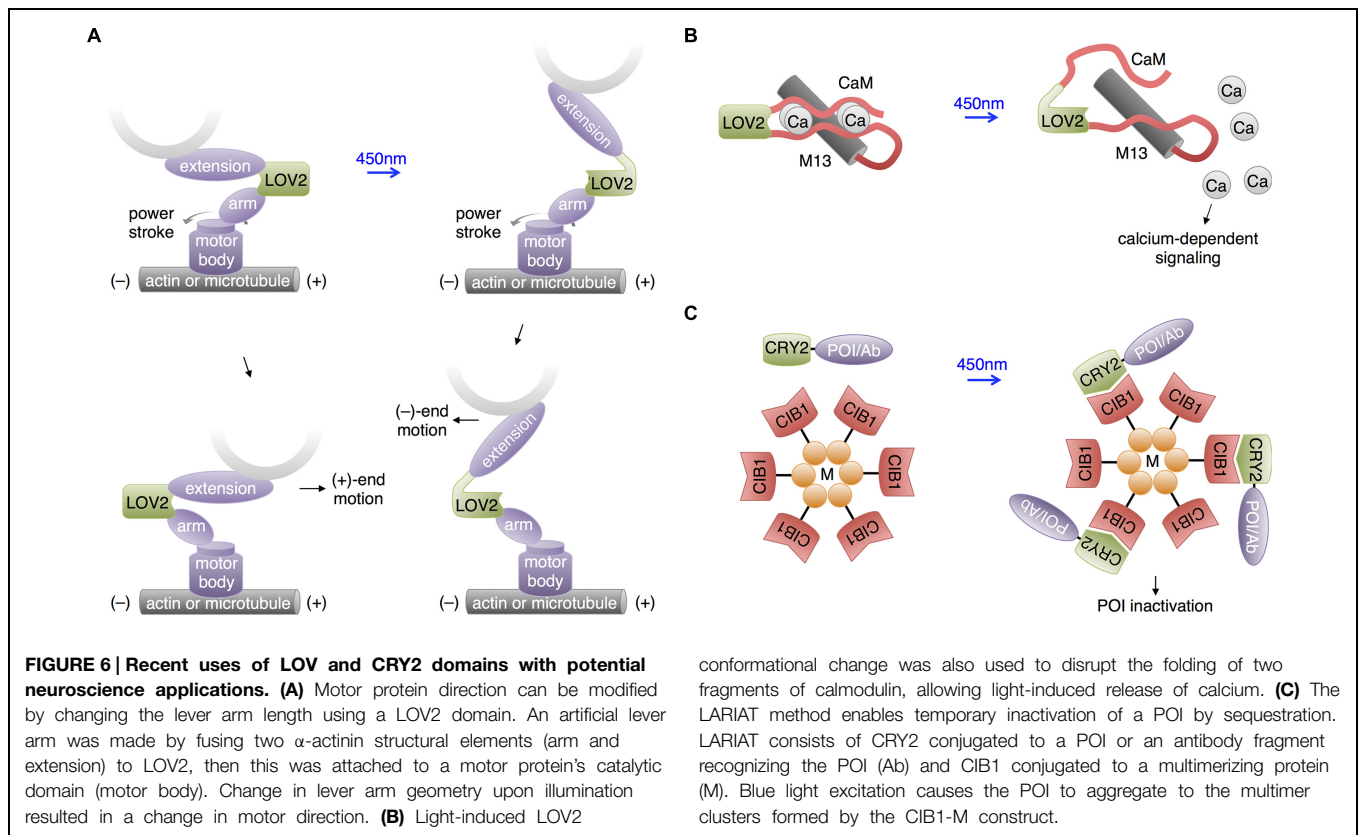 A
extension
LOV2
arm
power
stroke
motor
body
(–) actin or microtubule (+)
450nm
extension
LOV2
arm
power
stroke
motor
body
(–) actin or microtubule (+)
LOV2
extension
(+)-end
motion
arm
motor
body
(–) actin or microtubule (+)
(–)-end
motion
extension
LOV2
arm
motor
body
(–) actin or microtubule (+)
B
CaM
LOV2
Ca
Ca
M13
450nm
CaM
LOV2
M13
Ca
Ca
Ca
Ca
calcium-dependent
signaling
C
CRY2
POI/Ab
CIB1
CIB1
CIB1
M
CIB1
CIB1
CIB1
450nm
POI/Ab
CRY2
CIB1
CIB1
CIB1
M
CIB1
CRY2
POI/Ab
POI/Ab
CRY2
CIB1
CIB1
POI inactivation
FIGURE 6 | Recent uses of LOV and CRY2 domains with potential
neuroscience applications. (A) Motor protein direction can be modified
by changing the lever arm length using a LOV2 domain. An artificial lever
arm was made by fusing two α-actinin structural elements (arm and
extension) to LOV2, then this was attached to a motor protein's catalytic
domain (motor body). Change in lever arm geometry upon illumination
resulted in a change in motor direction. (B) Light-induced LOV2
conformational change was also used to disrupt the folding of two
fragments of calmodulin, allowing light-induced release of calcium. (C) The
LARIAT method enables temporary inactivation of a POI by sequestration.
LARIAT consists of CRY2 conjugated to a POI or an antibody fragment
recognizing the POI (Ab) and CIB1 conjugated to a multimerizing protein
(M). Blue light excitation causes the POI to aggregate to the multimer
clusters formed by the CIB1-M construct.